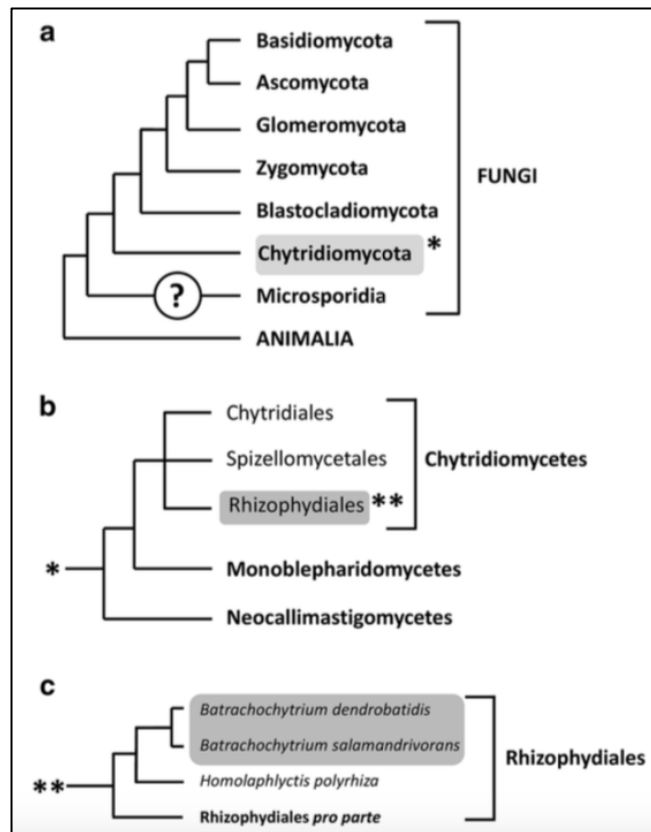 a
Basidiomycota
Ascomycota
Glomeromycota
Zygomycota
FUNGI
Blastocladiomycota
Chytridiomycota *
? Microsporidia
ANIMALIA
b
Chytridiales
Spizellomycetales
Chytridiomycetes
Rhizophydiales **
* Monoblepharidomycetes
Neocallimastigomycetes
c
Batrachochytrium dendrobatidis
Batrachochytrium salamandrivorans
Rhizophydiales
** Homolaphlyctis polyrhiza
Rhizophydiales pro parte